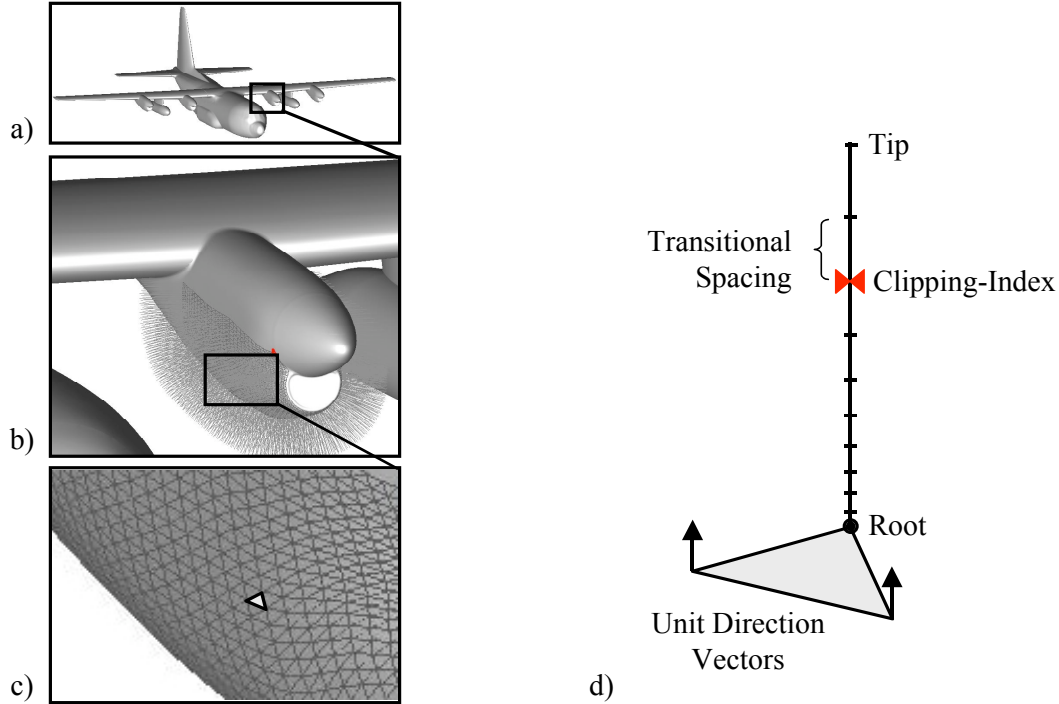 a)
b)
c)
Tip
Transitional
Spacing
Clipping-Index
Root
Unit Direction
Vectors
d)